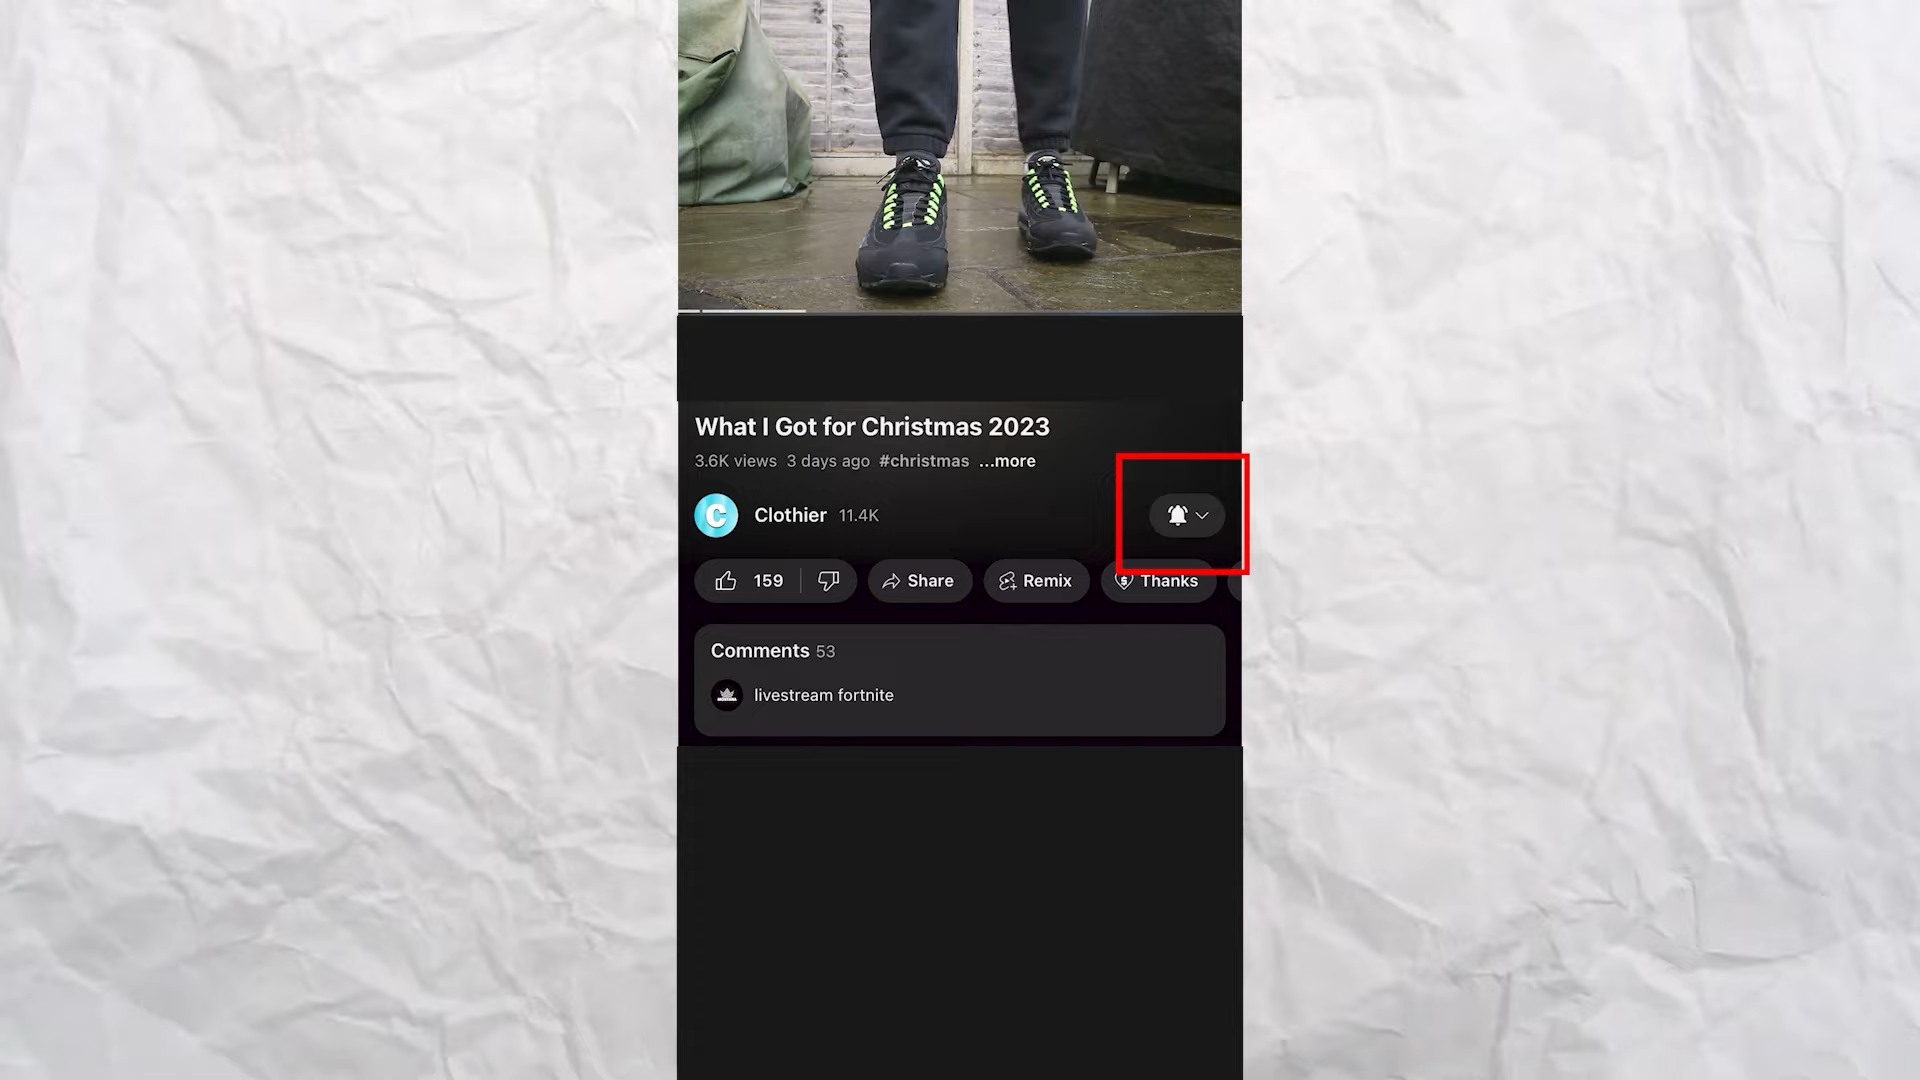 What I Got for Christmas 2023
3.6K views 3 days ago #christmas ...more
C Clothier 11.4K
159 Share Remix Thanks
Comments 53
livestream fortnite